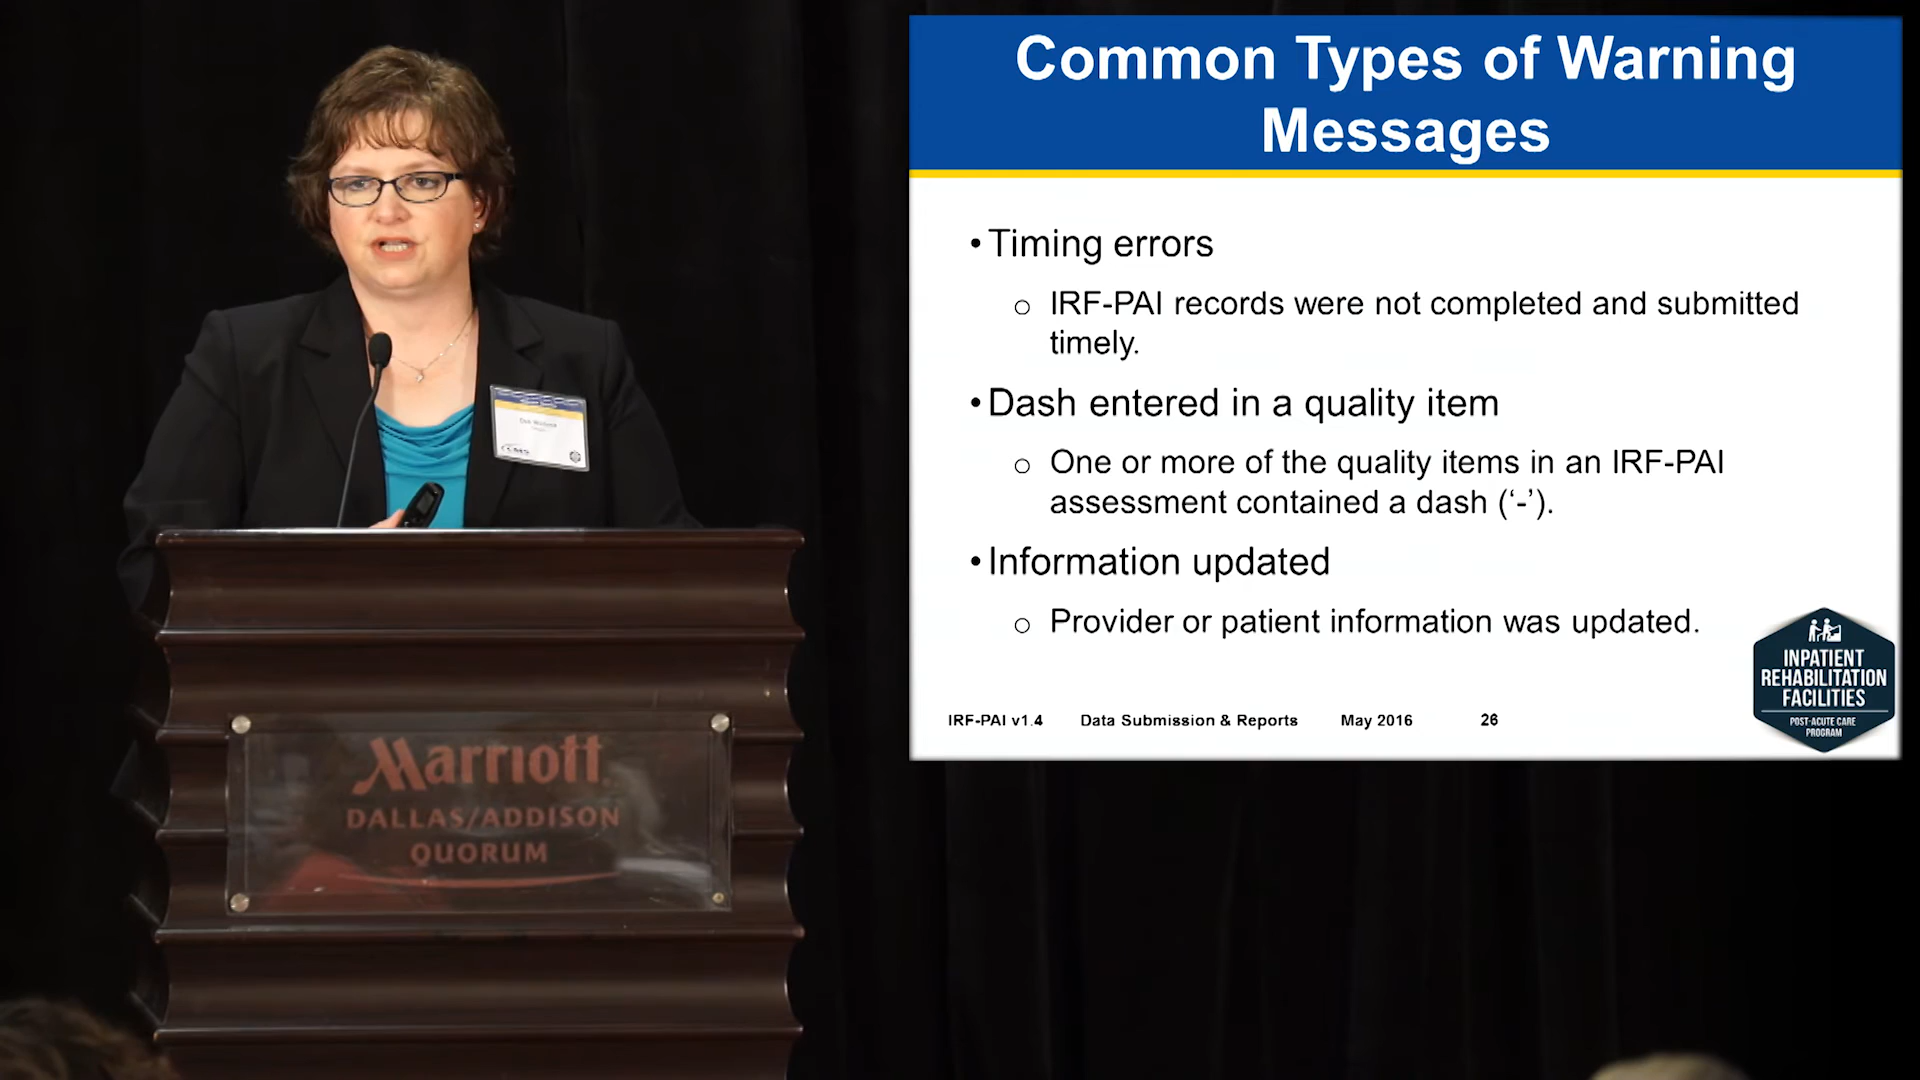 Common Types of Warning
Messages
• Timing errors
o IRF-PAI records were not completed and submitted
timely.
• Dash entered in a quality item
o One or more of the quality items in an IRF-PAI
assessment contained a dash (‘-’).
• Information updated
o Provider or patient information was updated.
IRF-PAI v1.4 Data Submission & Reports May 2016 26
INPATIENT
REHABILITATION
FACILITIES
POST-ACUTE CARE
PROGRAM
Marriott
DALLAS/ADDISON
QUORUM